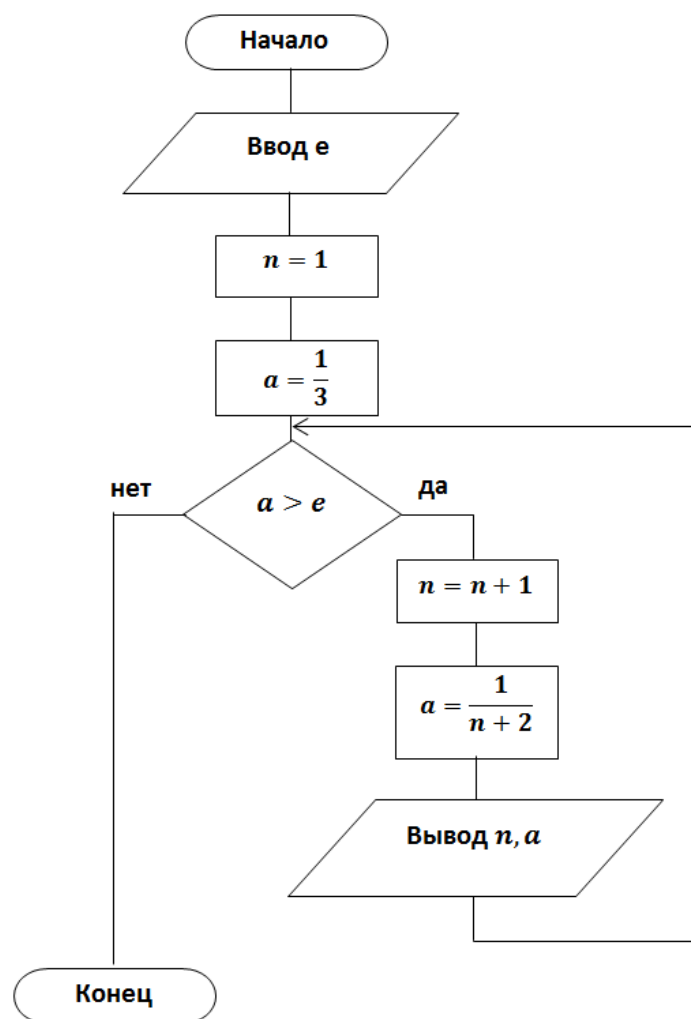 Начало
Ввод e
n = 1
a = 1/3
a > e
нет
да
n = n + 1
a = 1/(n + 2)
Вывод n, a
Конец